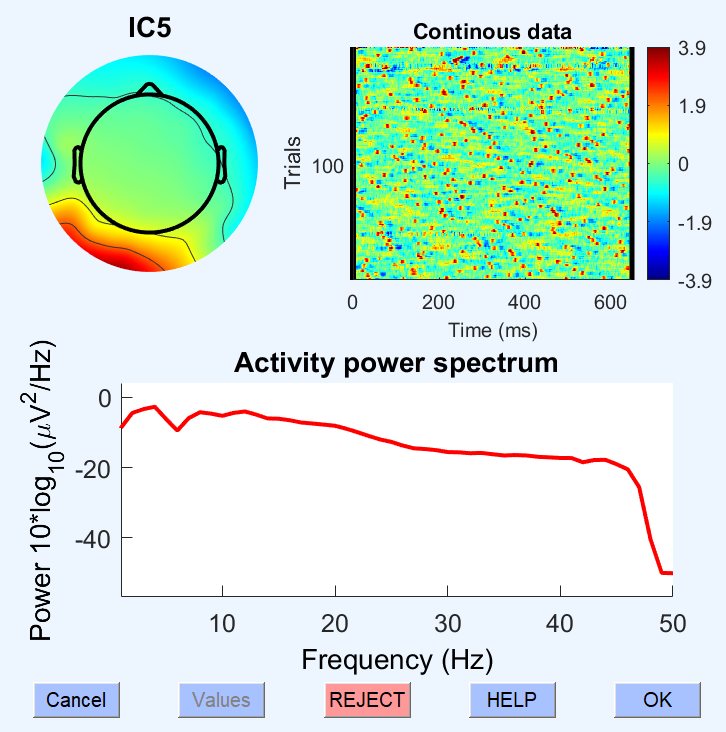 IC5
Continous data
Trials
100
3.9
1.9
0
-1.9
-3.9
0 200 400 600
Time (ms)
Activity power spectrum
Power 10*log10(μV2/Hz)
0
-20
-40
10 20 30 40 50
Frequency (Hz)
Cancel Values REJECT HELP OK